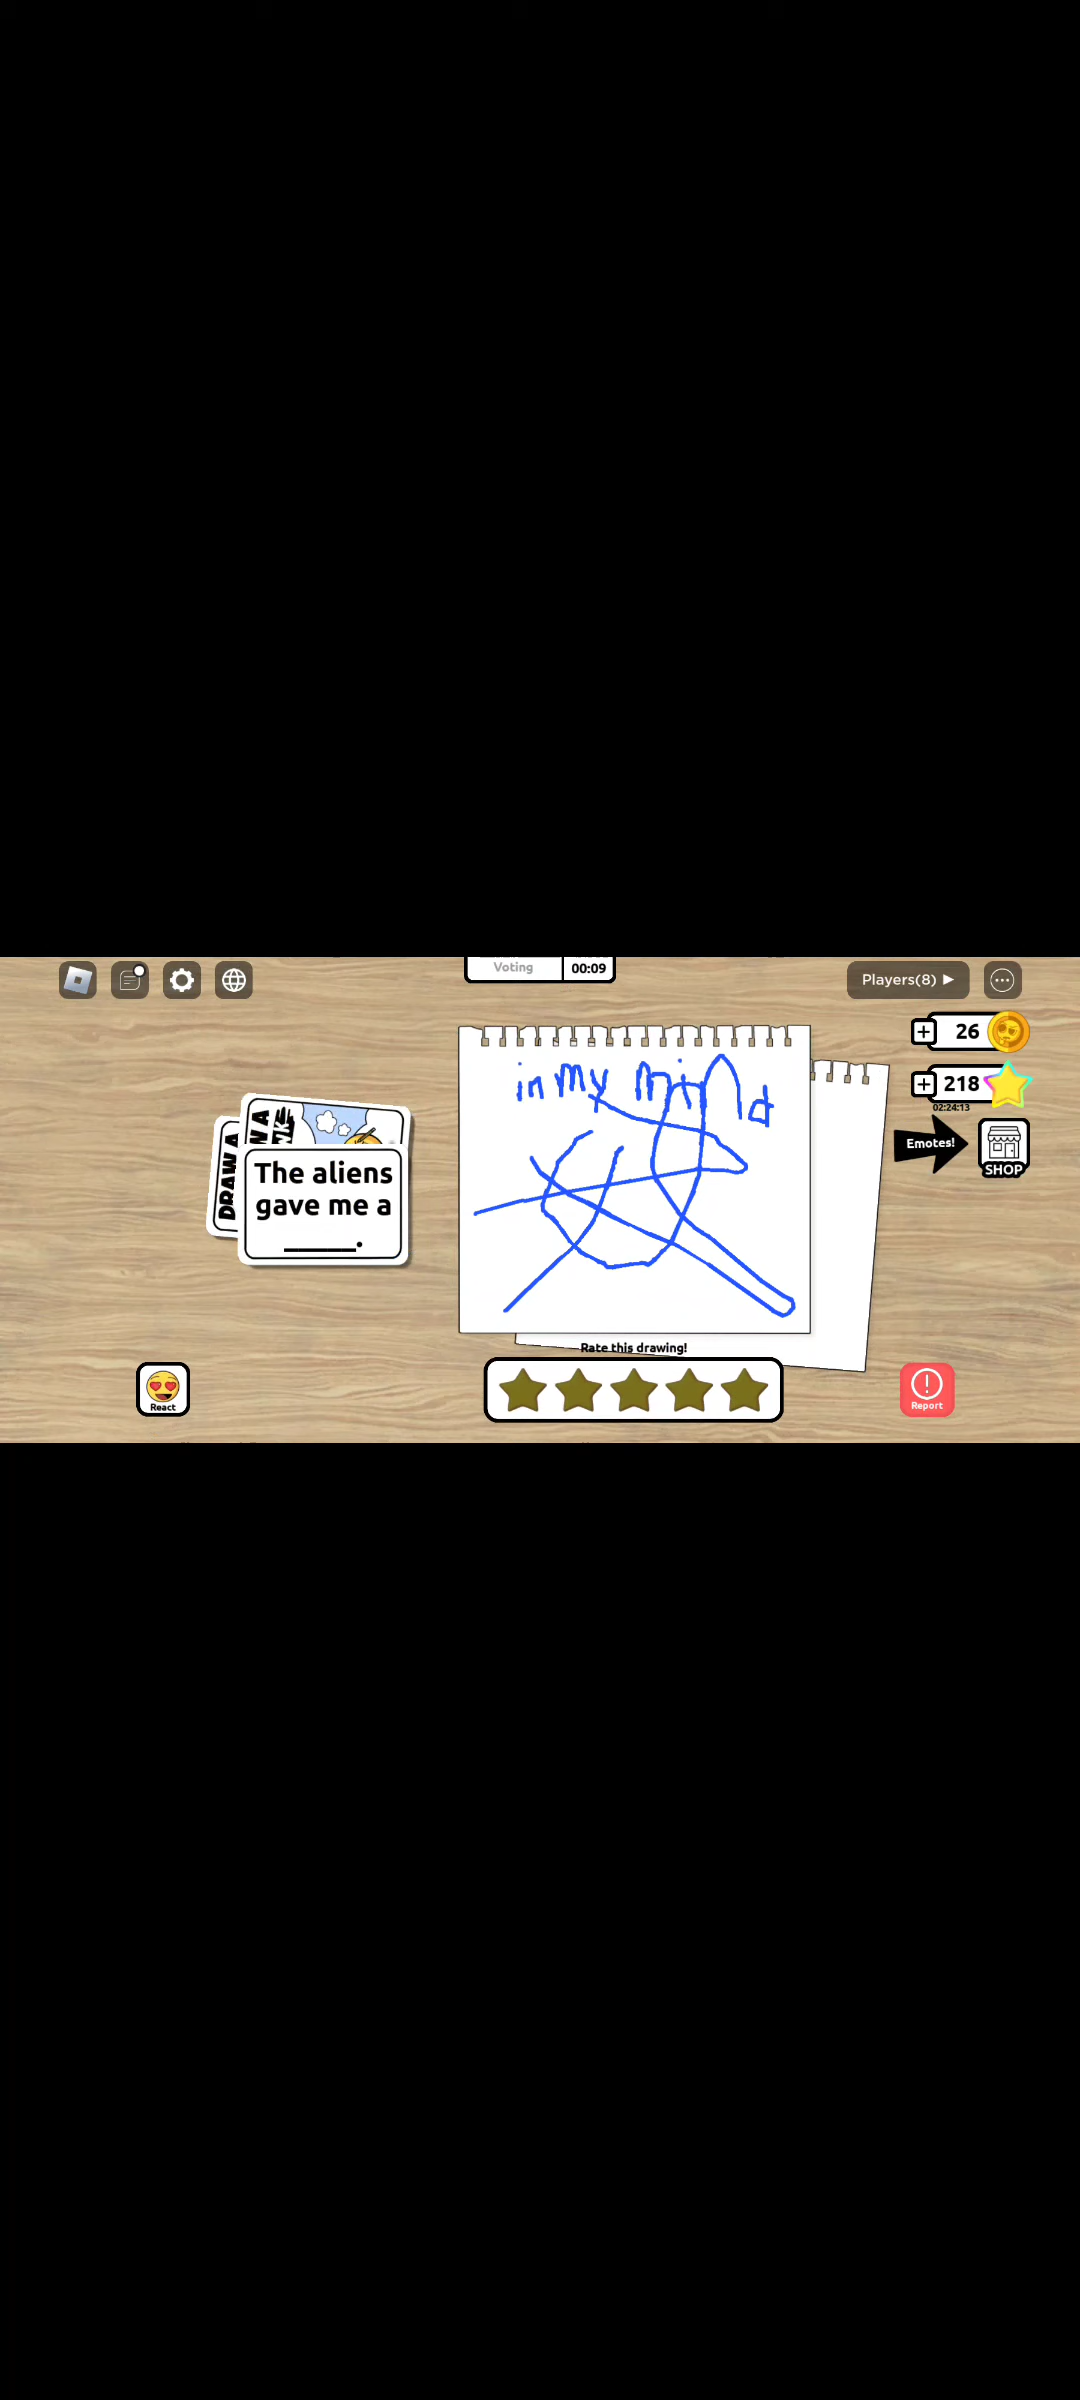 Voting 00:09
Players(8) ▶
26
218
02:24:13
Emotes!
SHOP
DRAW A
W A
The aliens
gave me a
______.
in my mind
Rate this drawing!
React
Report